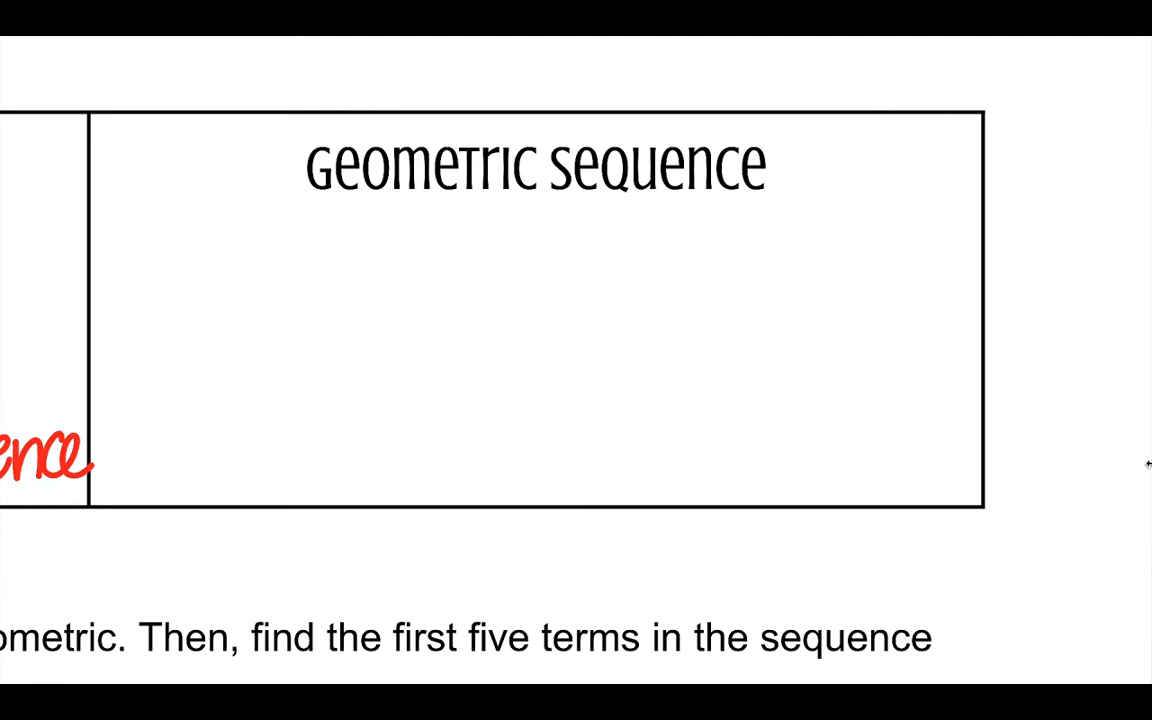 Geometric Sequence
ence
ometric. Then, find the first five terms in the sequence